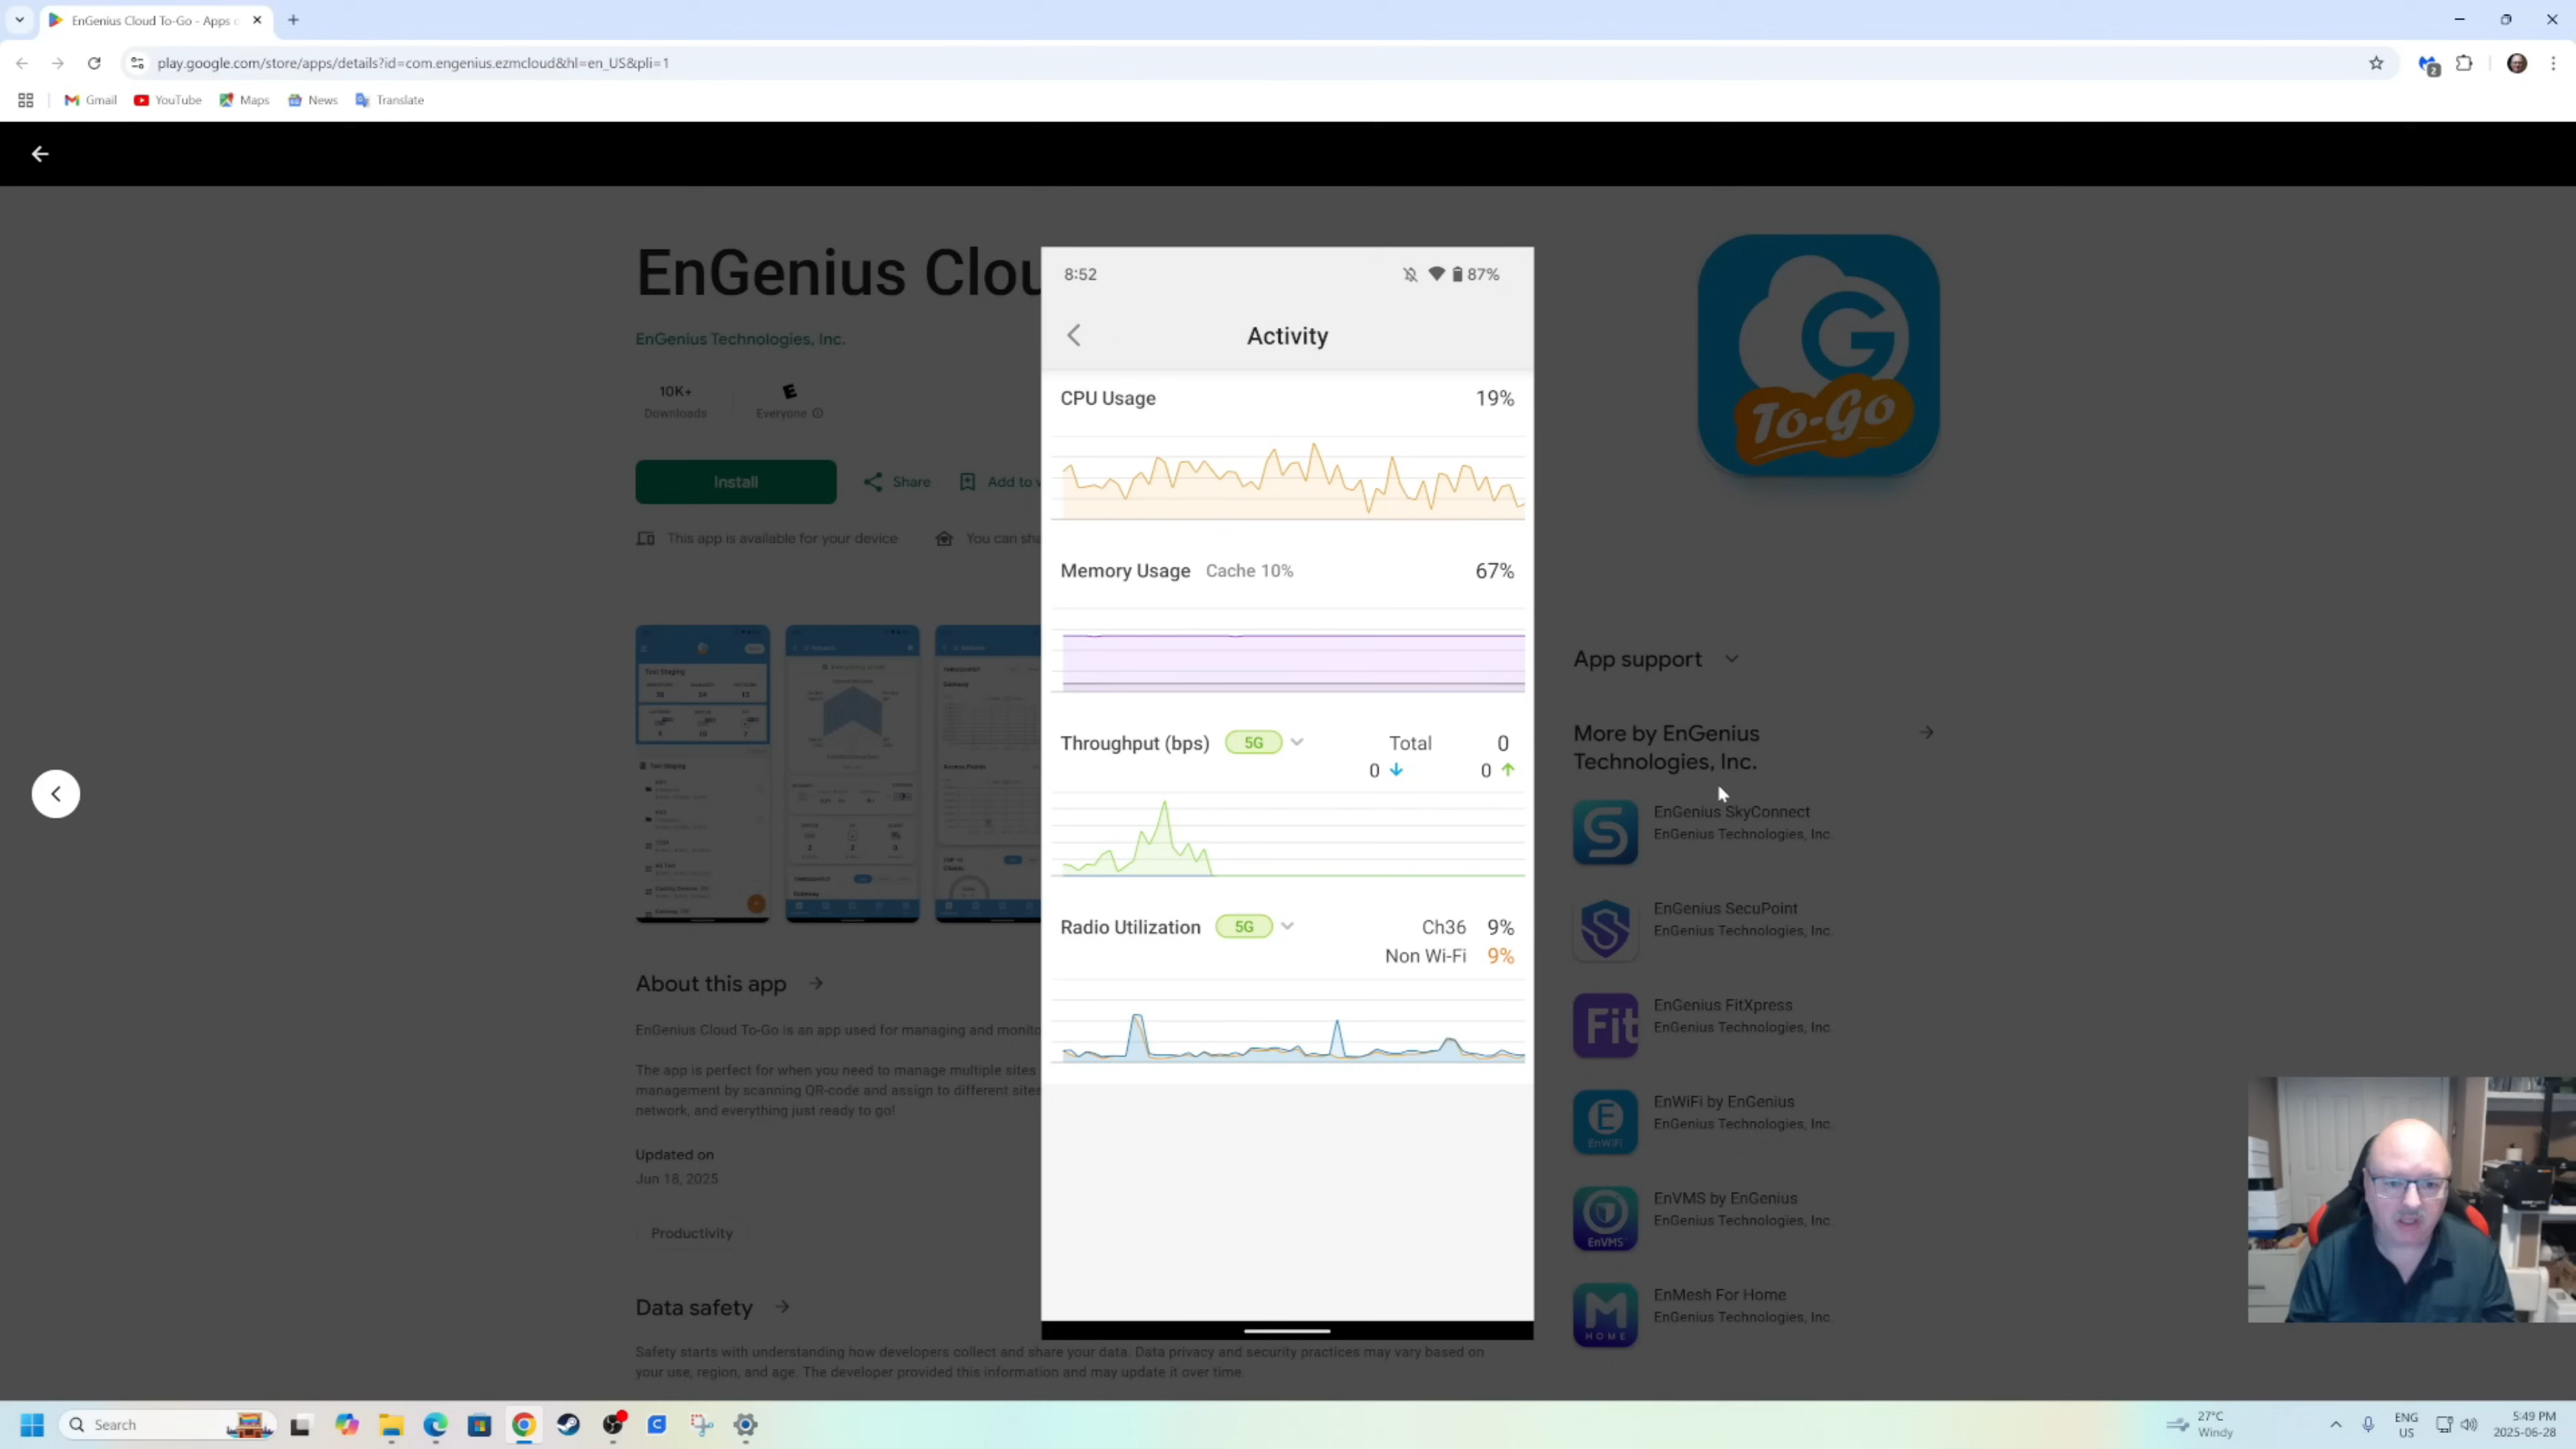 EnGenius Cloud To-Go - Apps o
play.google.com/store/apps/details?id=com.engenius.ezmcloud&hl=en_US&pli=1
2
Gmail
YouTube
Maps
News
Translate
EnGenius Clou
EnGenius Technologies, Inc.
10K+
Downloads
E
Everyone
Install
Share
Add to w
This app is available for your device
You can sha
Test Staging
About this app
EnGenius Cloud To-Go is an app used for managing and monito
The app is perfect for when you need to manage multiple sites
management by scanning QR-code and assign to different sites
network, and everything just ready to go!
Updated on
Jun 18, 2025
Productivity
Data safety
Safety starts with understanding how developers collect and share your data. Data privacy and security practices may vary based on
your use, region, and age. The developer provided this information and may update it over time.
8:52
87%
Activity
CPU Usage
19%
Memory Usage
Cache 10%
67%
Throughput (bps)
5G
Total
0
0
0
Radio Utilization
5G
Ch36
9%
Non Wi-Fi
9%
G
To-Go
App support
More by EnGenius
Technologies, Inc.
EnGenius SkyConnect
EnGenius Technologies, Inc.
EnGenius SecuPoint
EnGenius Technologies, Inc.
Fit
EnGenius FitXpress
EnGenius Technologies, Inc.
EnWiFi
EnWiFi by EnGenius
EnGenius Technologies, Inc.
EnVMS
EnVMS by EnGenius
EnGenius Technologies, Inc.
M
HOME
EnMesh For Home
EnGenius Technologies, Inc.
Search
27°C
Windy
ENG
US
5:49 PM
2025-06-28